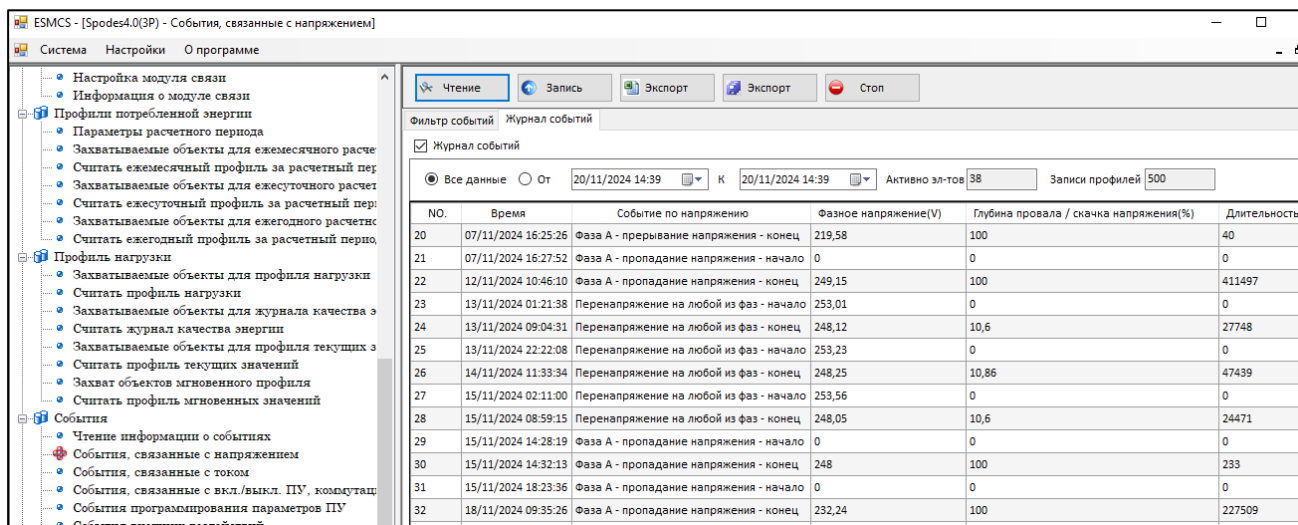 ESMCS - [Spodes4.0(3P) - События, связанные с напряжением]
Система Настройки О программе
Настройка модуля связи
Информация о модуле связи
Профили потребленной энергии
Параметры расчетного периода
Захватываемые объекты для ежемесячного расче
Считать ежемесячный профиль за расчетный пер
Захватываемые объекты для ежесуточного расчет
Считать ежесуточный профиль за расчетный пер
Захватываемые объекты для ежегодного расчетно
Считать ежегодный профиль за расчетный перио,
Профиль нагрузки
Захватываемые объекты для профиля нагрузки
Считать профиль нагрузки
Захватываемые объекты для журнала качества э
Считать журнал качества энергии
Захватываемые объекты для профиля текущих з
Считать профиль текущих значений
Захват объектов мгновенного профиля
Считать профиль мгновенных значений
События
Чтение информации о событиях
События, связанные с напряжением
События, связанные с током
События, связанные с вкл./выкл. ПУ, коммутац
События программирования параметров ПУ
События внешних воздействий
Чтение Запись Экспорт Экспорт Стоп
Фильтр событий Журнал событий
Журнал событий
Все данные От 20/11/2024 14:39 К 20/11/2024 14:39 Активно эл-тов 38 Записи профилей 500
NO. Время Событие по напряжению Фазное напряжение(V) Глубина провала / скачка напряжения(%) Длительность
20 07/11/2024 16:25:26 Фаза А - прерывание напряжения - конец 219,58 100 40
21 07/11/2024 16:27:52 Фаза А - пропадание напряжения - начало 0 0 0
22 12/11/2024 10:46:10 Фаза А - пропадание напряжения - конец 249,15 100 411497
23 13/11/2024 01:21:38 Перенапряжение на любой из фаз - начало 253,01 0 0
24 13/11/2024 09:04:31 Перенапряжение на любой из фаз - конец 248,12 10,6 27748
25 13/11/2024 22:22:08 Перенапряжение на любой из фаз - начало 253,23 0 0
26 14/11/2024 11:33:34 Перенапряжение на любой из фаз - конец 248,25 10,86 47439
27 15/11/2024 02:11:00 Перенапряжение на любой из фаз - начало 253,56 0 0
28 15/11/2024 08:59:15 Перенапряжение на любой из фаз - конец 248,05 10,6 24471
29 15/11/2024 14:28:19 Фаза А - пропадание напряжения - начало 0 0 0
30 15/11/2024 14:32:13 Фаза А - пропадание напряжения - конец 248 100 233
31 15/11/2024 18:23:36 Фаза А - пропадание напряжения - начало 0 0 0
32 18/11/2024 09:35:26 Фаза А - пропадание напряжения - конец 232,24 100 227509